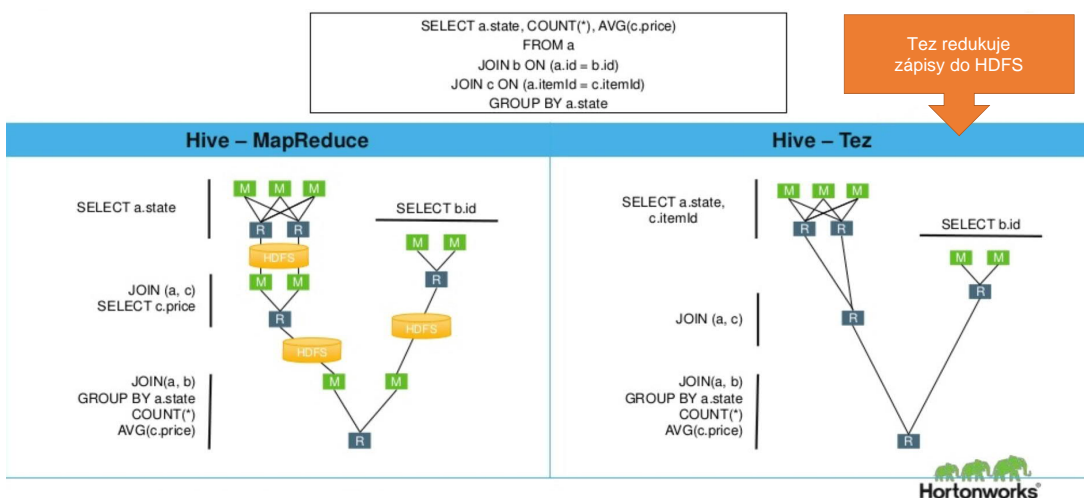 SELECT a.state, COUNT(*), AVG(c.price)
FROM a
JOIN b ON (a.id = b.id)
JOIN c ON (a.itemId = c.itemId)
GROUP BY a.state
Tez redukuje
zápisy do HDFS
Hive – MapReduce
SELECT a.state
M M M
R R
HDFS
SELECT b.id
M M
R
JOIN (a, c)
SELECT c.price
M M
R
HDFS
HDFS
JOIN(a, b)
GROUP BY a.state
COUNT(*)
AVG(c.price)
M M
R
Hive – Tez
SELECT a.state,
c.itemId
M M M
R R
SELECT b.id
M M
R
JOIN (a, c)
R
JOIN(a, b)
GROUP BY a.state
COUNT(*)
AVG(c.price)
R
Hortonworks®